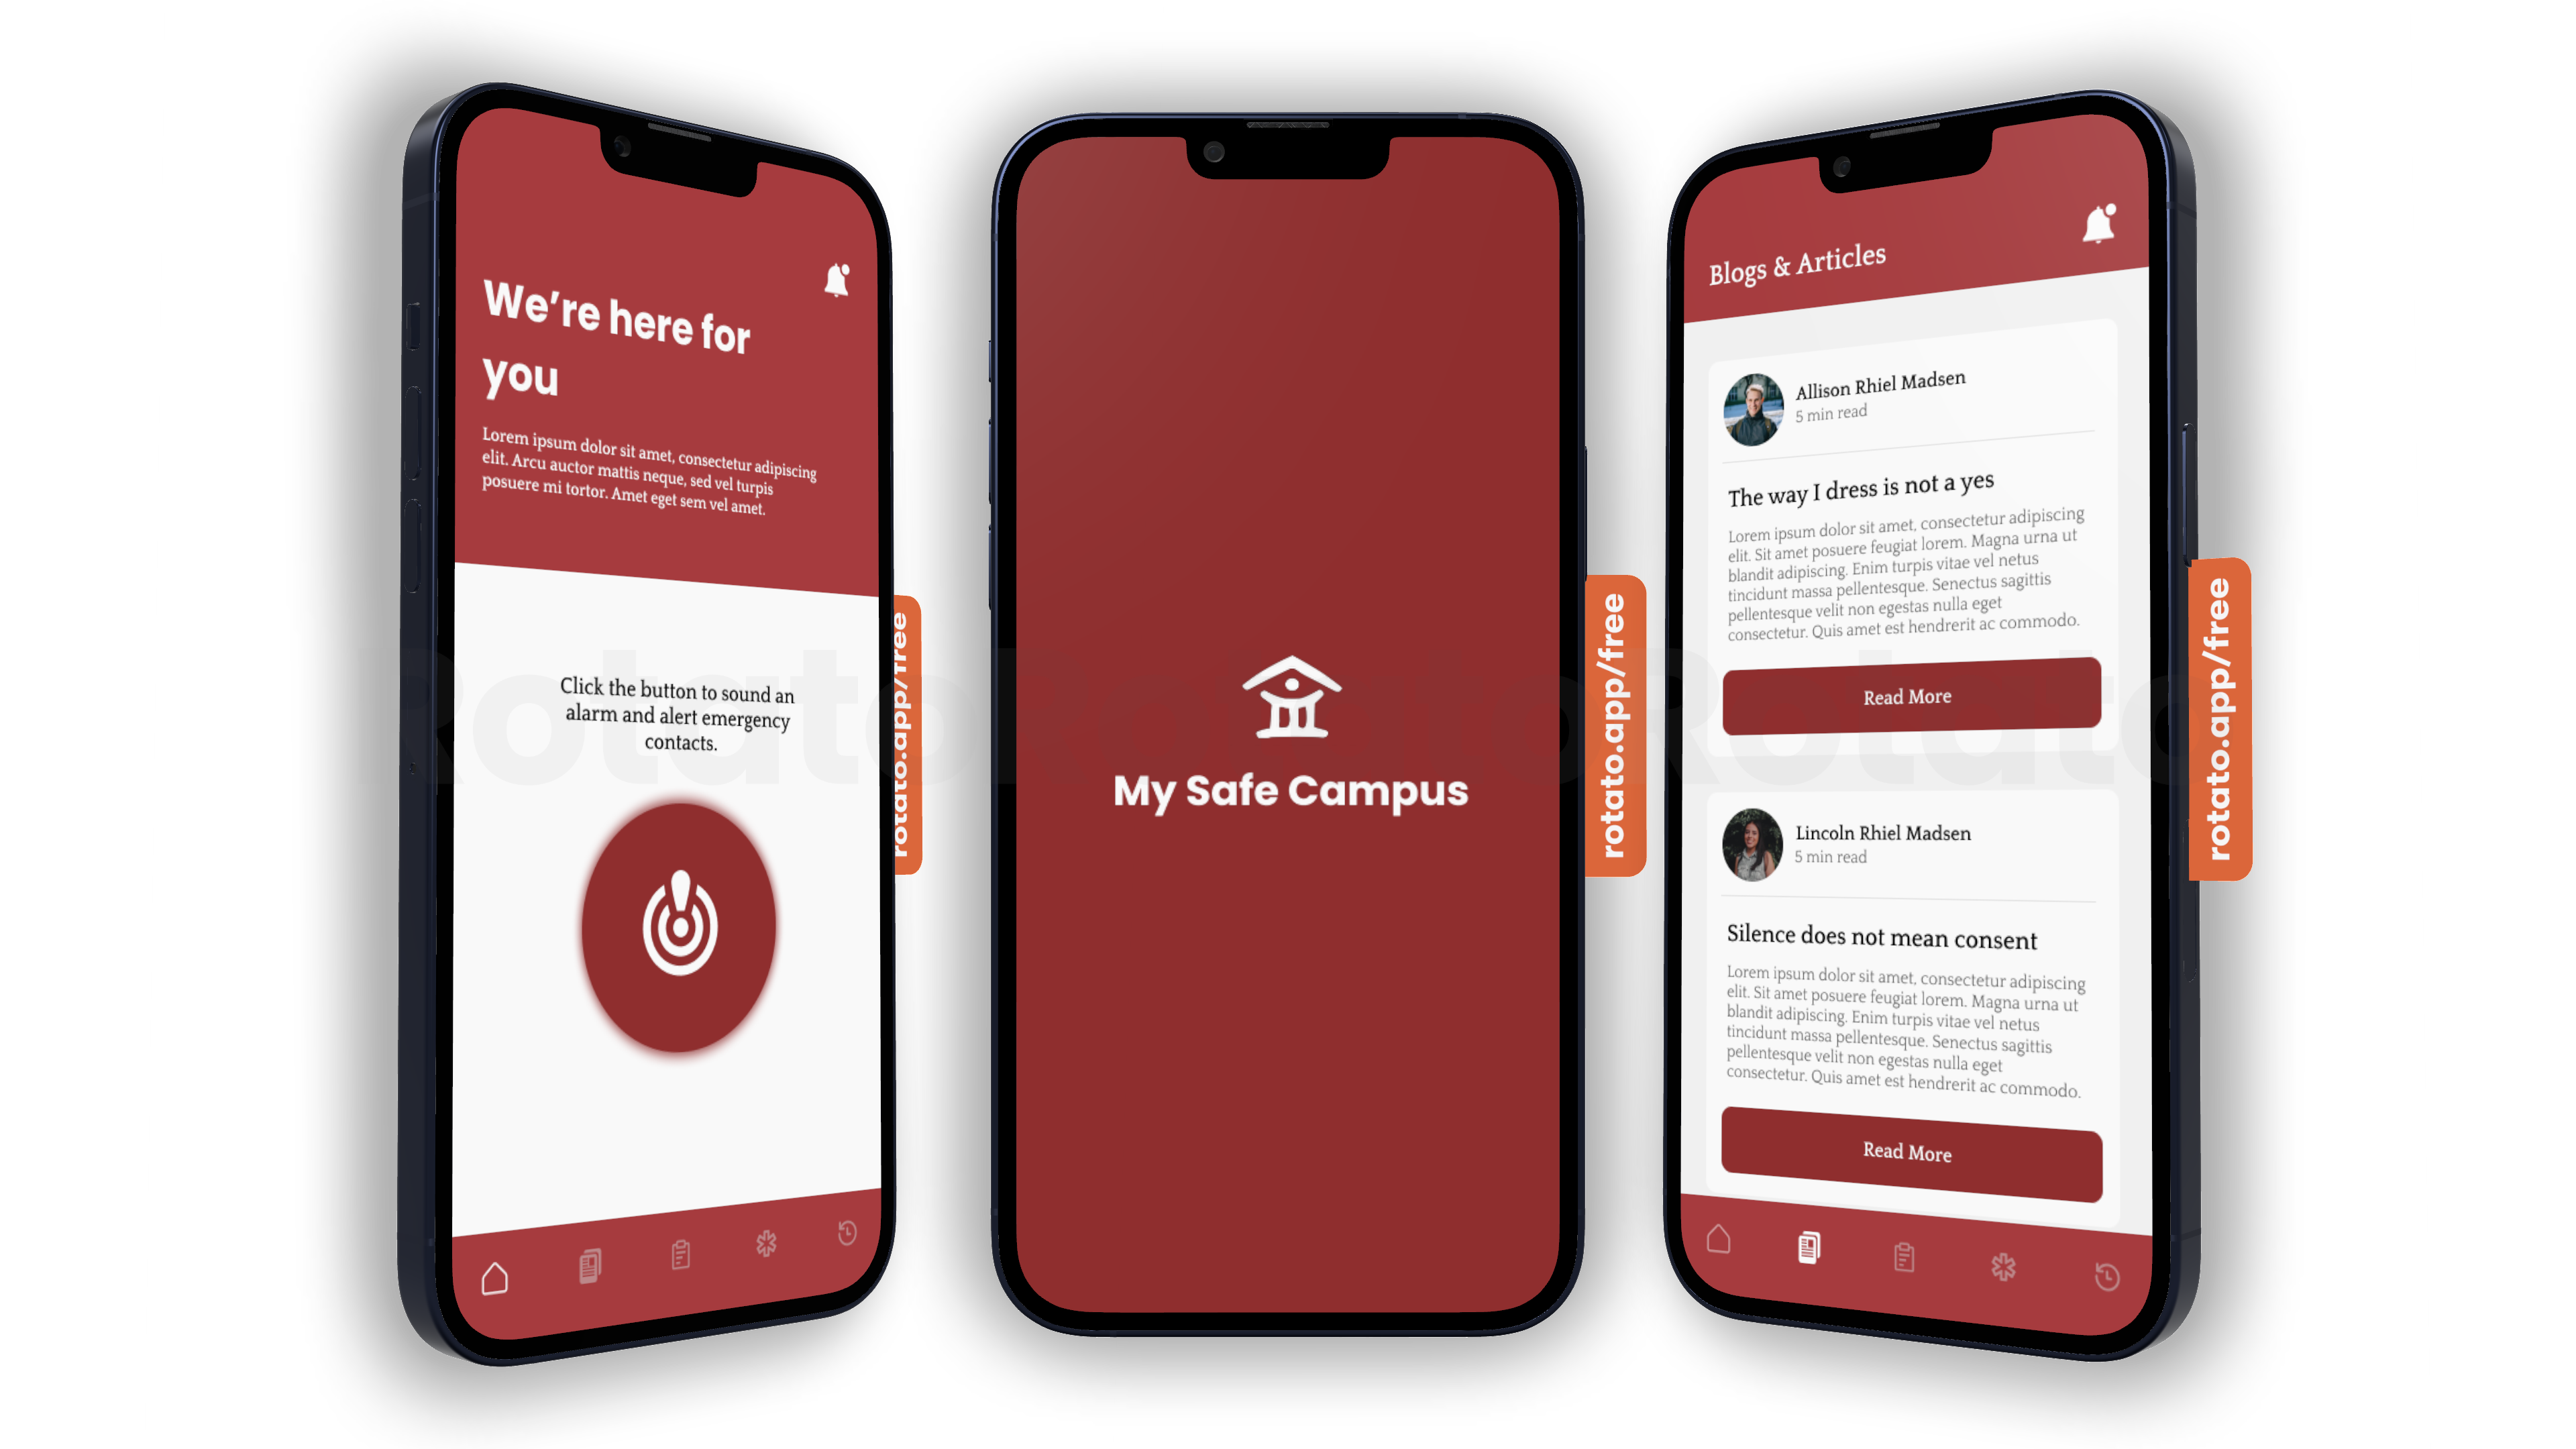 We're here for
you
Lorem ipsum dolor sit amet, consectetur adipiscing
elit. Arcu auctor mattis neque, sed vel turpis
posuere mi tortor. Amet eget sem vel amet.
Click the button to sound an
alarm and alert emergency
contacts.
rotato.app/free
My Safe Campus
rotato.app/free
Blogs & Articles
Allison Rhiel Madsen
5 min read
The way I dress is not a yes
Lorem ipsum dolor sit amet, consectetur adipiscing
elit. Sit amet posuere feugiat lorem. Magna urna ut
blandit adipiscing. Enim turpis vitae vel netus
tincidunt massa pellentesque. Senectus sagittis
pellentesque velit non egestas nulla eget
consectetur. Quis amet est hendrerit ac commodo.
Read More
Lincoln Rhiel Madsen
5 min read
Silence does not mean consent
Lorem ipsum dolor sit amet, consectetur adipiscing
elit. Sit amet posuere feugiat lorem. Magna urna ut
blandit adipiscing. Enim turpis vitae vel netus
tincidunt massa pellentesque. Senectus sagittis
pellentesque velit non egestas nulla eget
consectetur. Quis amet est hendrerit ac commodo.
Read More
rotato.app/free
Rotato Rotato Rotato